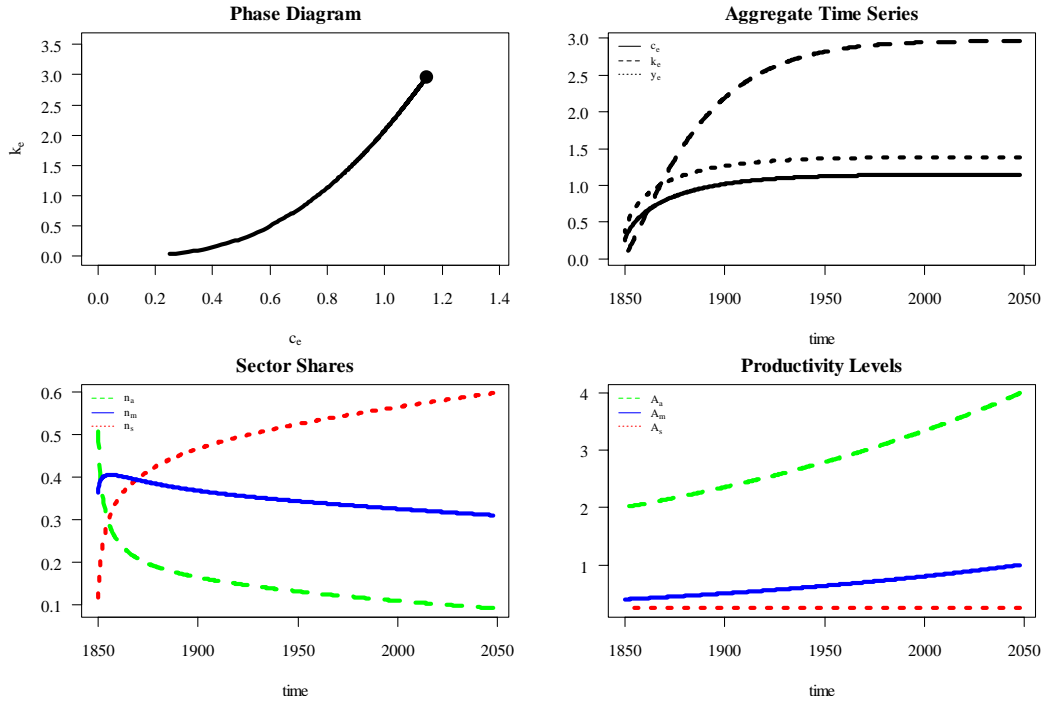 Phase Diagram
k_e
3.5
3.0
2.5
2.0
1.5
1.0
0.5
0.0
0.0 0.2 0.4 0.6 0.8 1.0 1.2 1.4
c_e
Aggregate Time Series
c_e
k_e
y_e
3.0
2.5
2.0
1.5
1.0
0.5
0.0
1850 1900 1950 2000 2050
time
Sector Shares
n_a
n_m
n_s
0.6
0.5
0.4
0.3
0.2
0.1
1850 1900 1950 2000 2050
time
Productivity Levels
A_a
A_m
A_s
4
3
2
1
1850 1900 1950 2000 2050
time